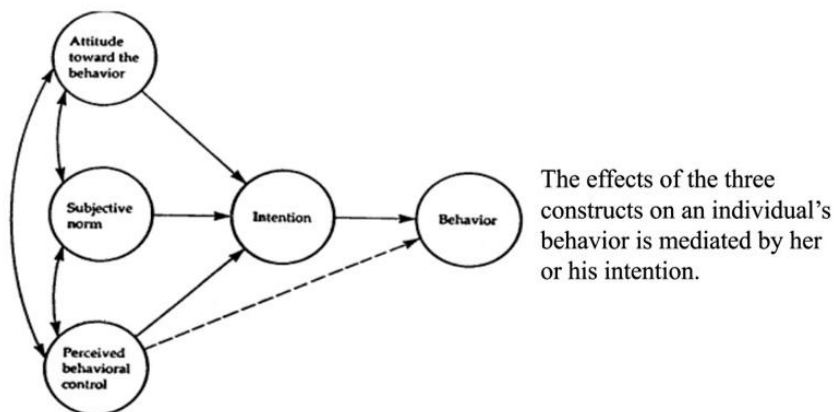 Attitude
toward the
behavior
Subjective
norm
Intention
Behavior
Perceived
behavioral
control
The effects of the three
constructs on an individual’s
behavior is mediated by her
or his intention.